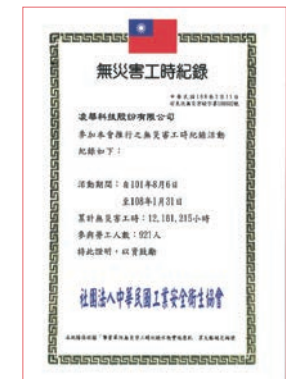 無災害工時紀錄
凌華科技股份有限公司
參加本會推行之無災害工時紀錄活動
紀錄如下：
活動期間：自101年8月6日
至108年1月31日
累計無災害工時：12,101,215小時
參與勞工人數：921人
特此證明，以資鼓勵
社團法人中華民國工業安全衛生協會